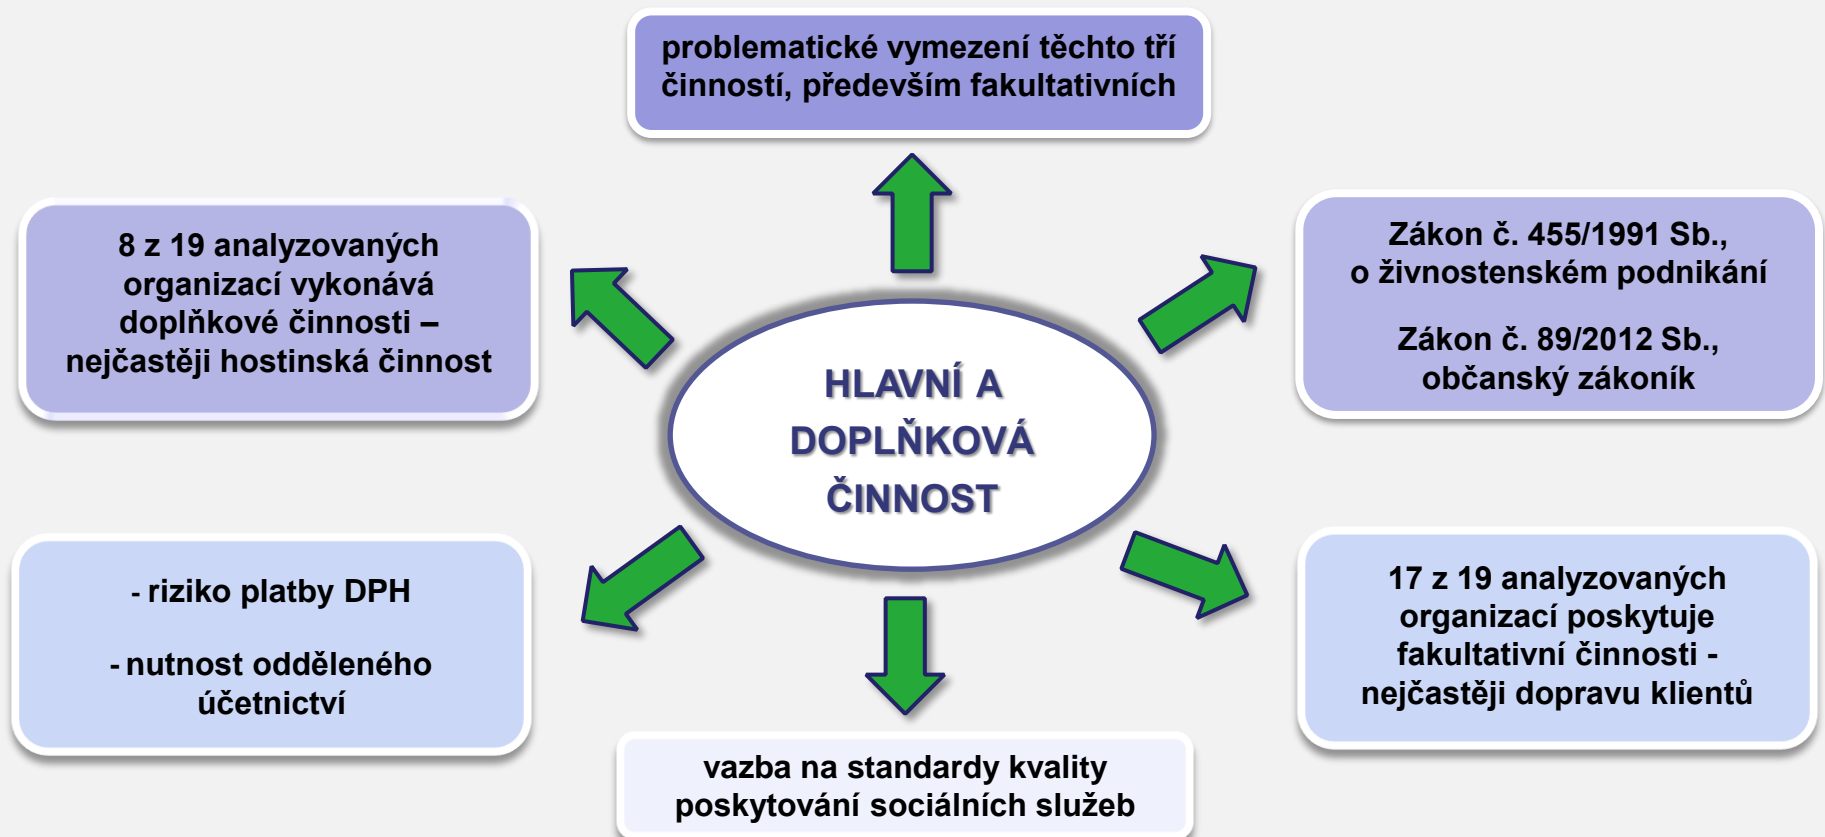 problematické vymezení těchto tří
činností, především fakultativních
8 z 19 analyzovaných
organizací vykonává
doplňkové činnosti –
nejčastěji hostinská činnost
Zákon č. 455/1991 Sb.,
o živnostenském podnikání
Zákon č. 89/2012 Sb.,
občanský zákoník
HLAVNÍ A
DOPLŇKOVÁ
ČINNOST
- riziko platby DPH
- nutnost odděleného
účetnictví
17 z 19 analyzovaných
organizací poskytuje
fakultativní činnosti -
nejčastěji dopravu klientů
vazba na standardy kvality
poskytování sociálních služeb